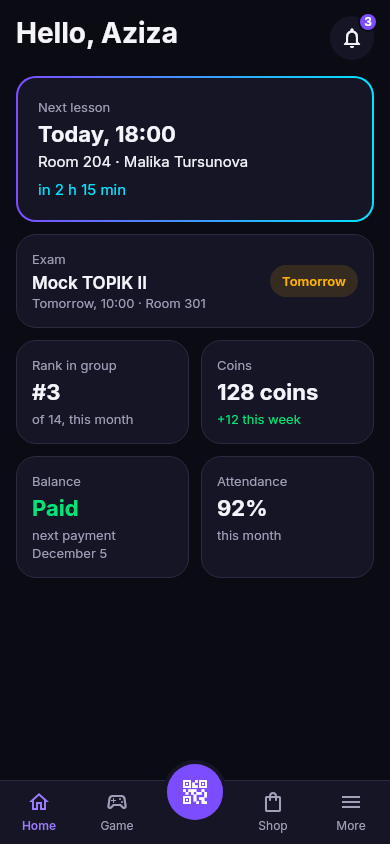 Hello, Aziza
3
Next lesson
Today, 18:00
Room 204 · Malika Tursunova
in 2 h 15 min
Exam
Mock TOPIK II
Tomorrow, 10:00 · Room 301
Tomorrow
Rank in group
#3
of 14, this month
Coins
128 coins
+12 this week
Balance
Paid
next payment
December 5
Attendance
92%
this month
Home
Game
Shop
More